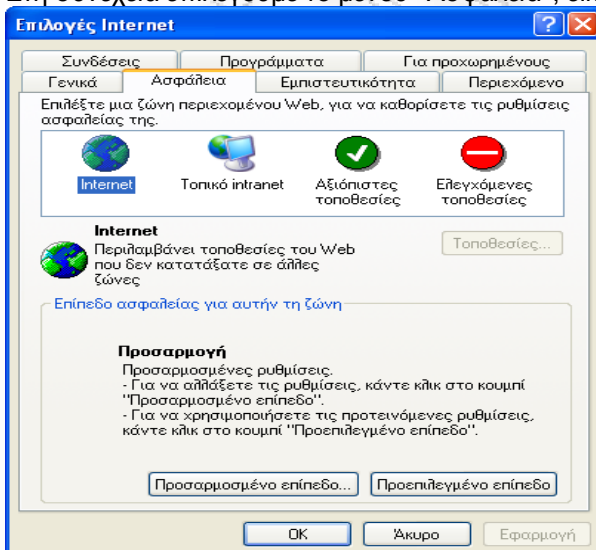 Επιλογές Internet
Συνδέσεις Προγράμματα Για προχωρημένους
Γενικά Ασφάλεια Εμπιστευτικότητα Περιεχόμενο
Επιλέξτε μια ζώνη περιεχομένου Web, για να καθορίσετε τις ρυθμίσεις
ασφαλείας της.
Internet Τοπικό intranet Αξιόπιστες Ελεγχόμενες
τοποθεσίες τοποθεσίες
Internet
Περιλαμβάνει τοποθεσίες του Web Τοποθεσίες...
που δεν κατατάξατε σε άλλες
ζώνες
Επίπεδο ασφαλείας για αυτήν τη ζώνη
Προσαρμογή
Προσαρμοσμένες ρυθμίσεις.
- Για να αλλάξετε τις ρυθμίσεις, κάντε κλικ στο κουμπί
"Προσαρμοσμένο επίπεδο".
- Για να χρησιμοποιήσετε τις προτεινόμενες ρυθμίσεις,
κάντε κλικ στο κουμπί "Προεπιλεγμένο επίπεδο".
Προσαρμοσμένο επίπεδο... Προεπιλεγμένο επίπεδο
OK Άκυρο Εφαρμογή